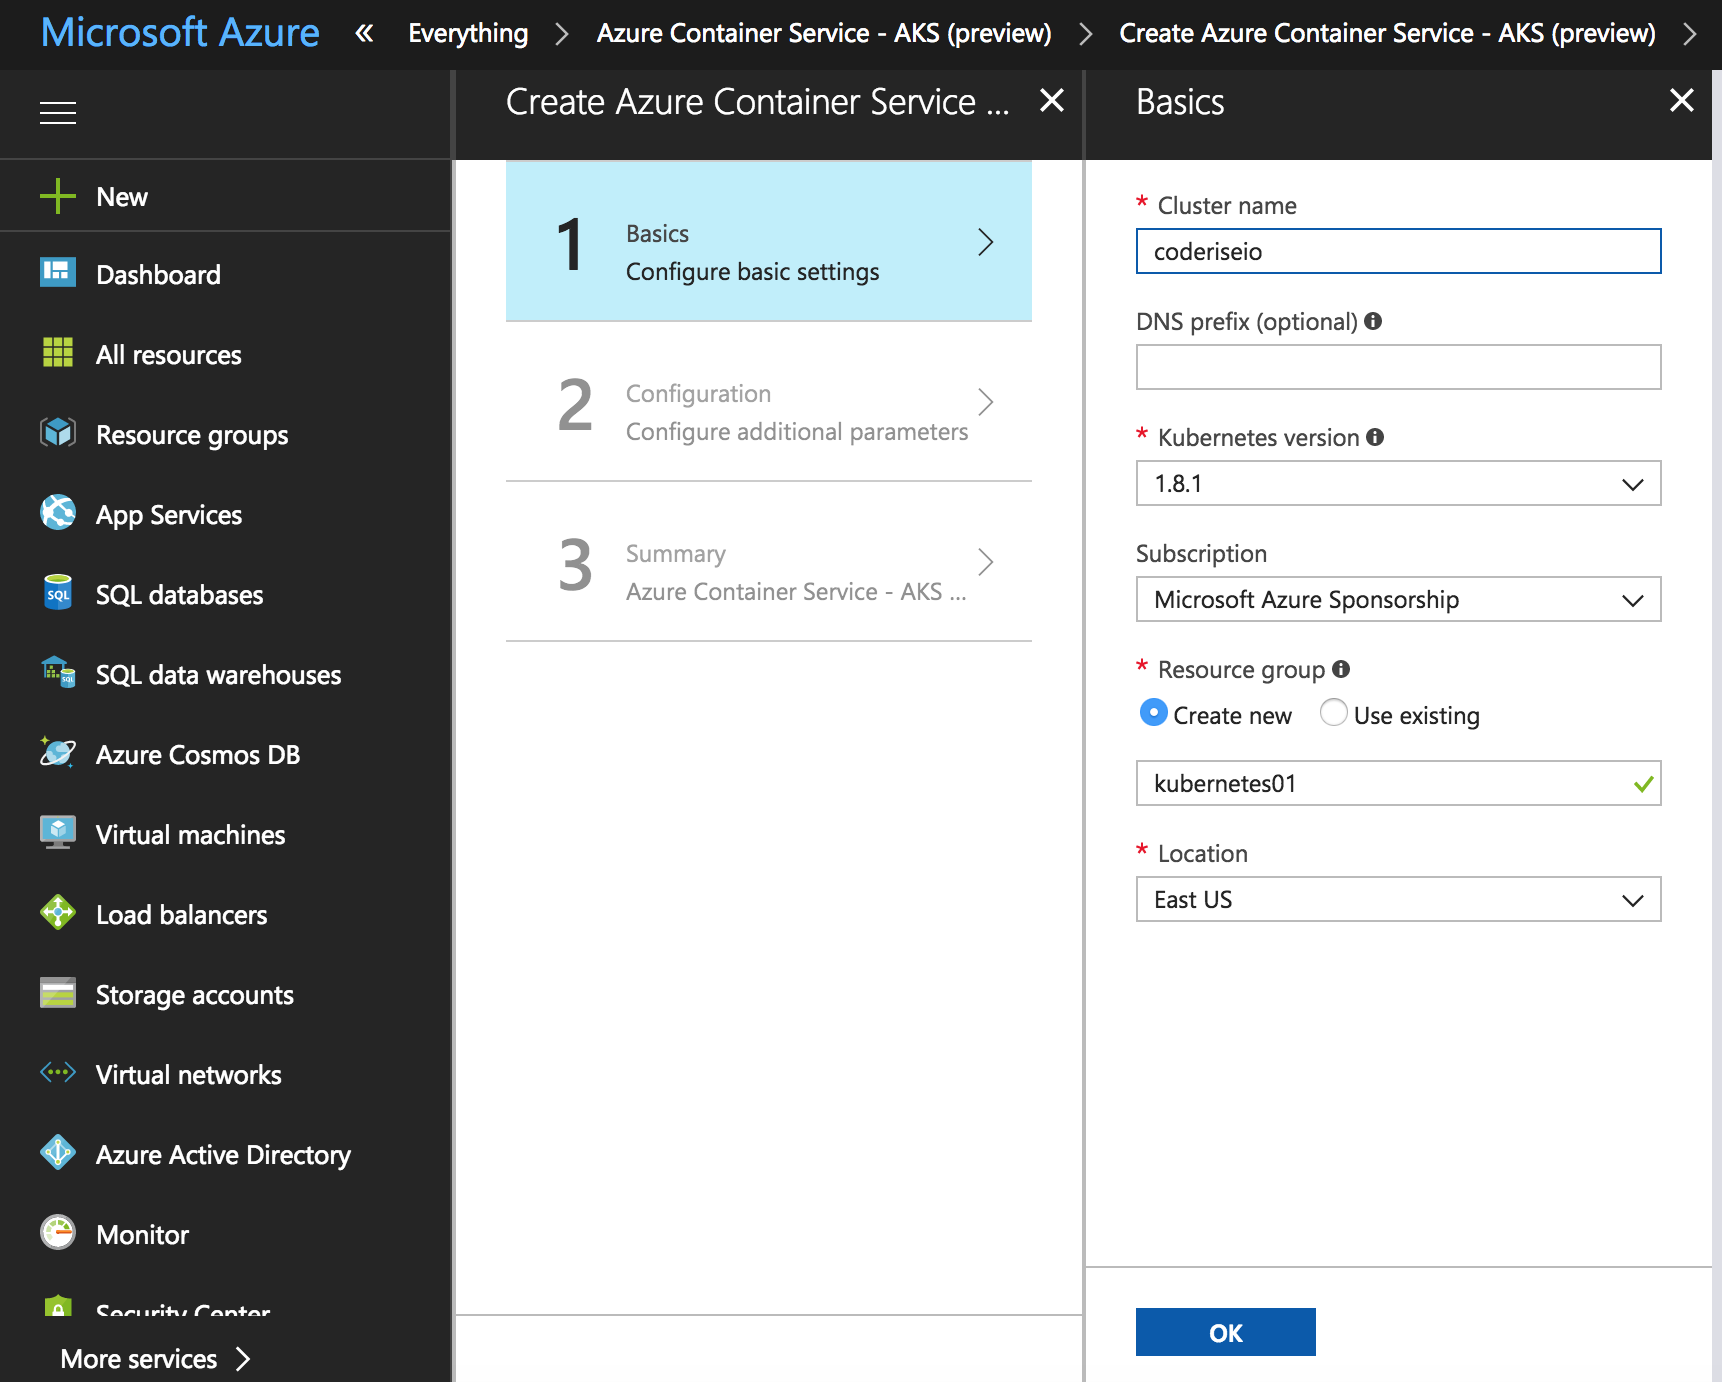 Microsoft Azure « Everything > Azure Container Service - AKS (preview) > Create Azure Container Service - AKS (preview) >
New
Dashboard
All resources
Resource groups
App Services
SQL
SQL databases
SQL data warehouses
Azure Cosmos DB
Virtual machines
Load balancers
Storage accounts
Virtual networks
Azure Active Directory
Monitor
Security Center
More services >
Create Azure Container Service ...
1
Basics
Configure basic settings
2
Configuration
Configure additional parameters
3
Summary
Azure Container Service - AKS ...
Basics
* Cluster name
coderiseio
DNS prefix (optional)
* Kubernetes version
1.8.1
Subscription
Microsoft Azure Sponsorship
* Resource group
Create new Use existing
kubernetes01
* Location
East US
OK